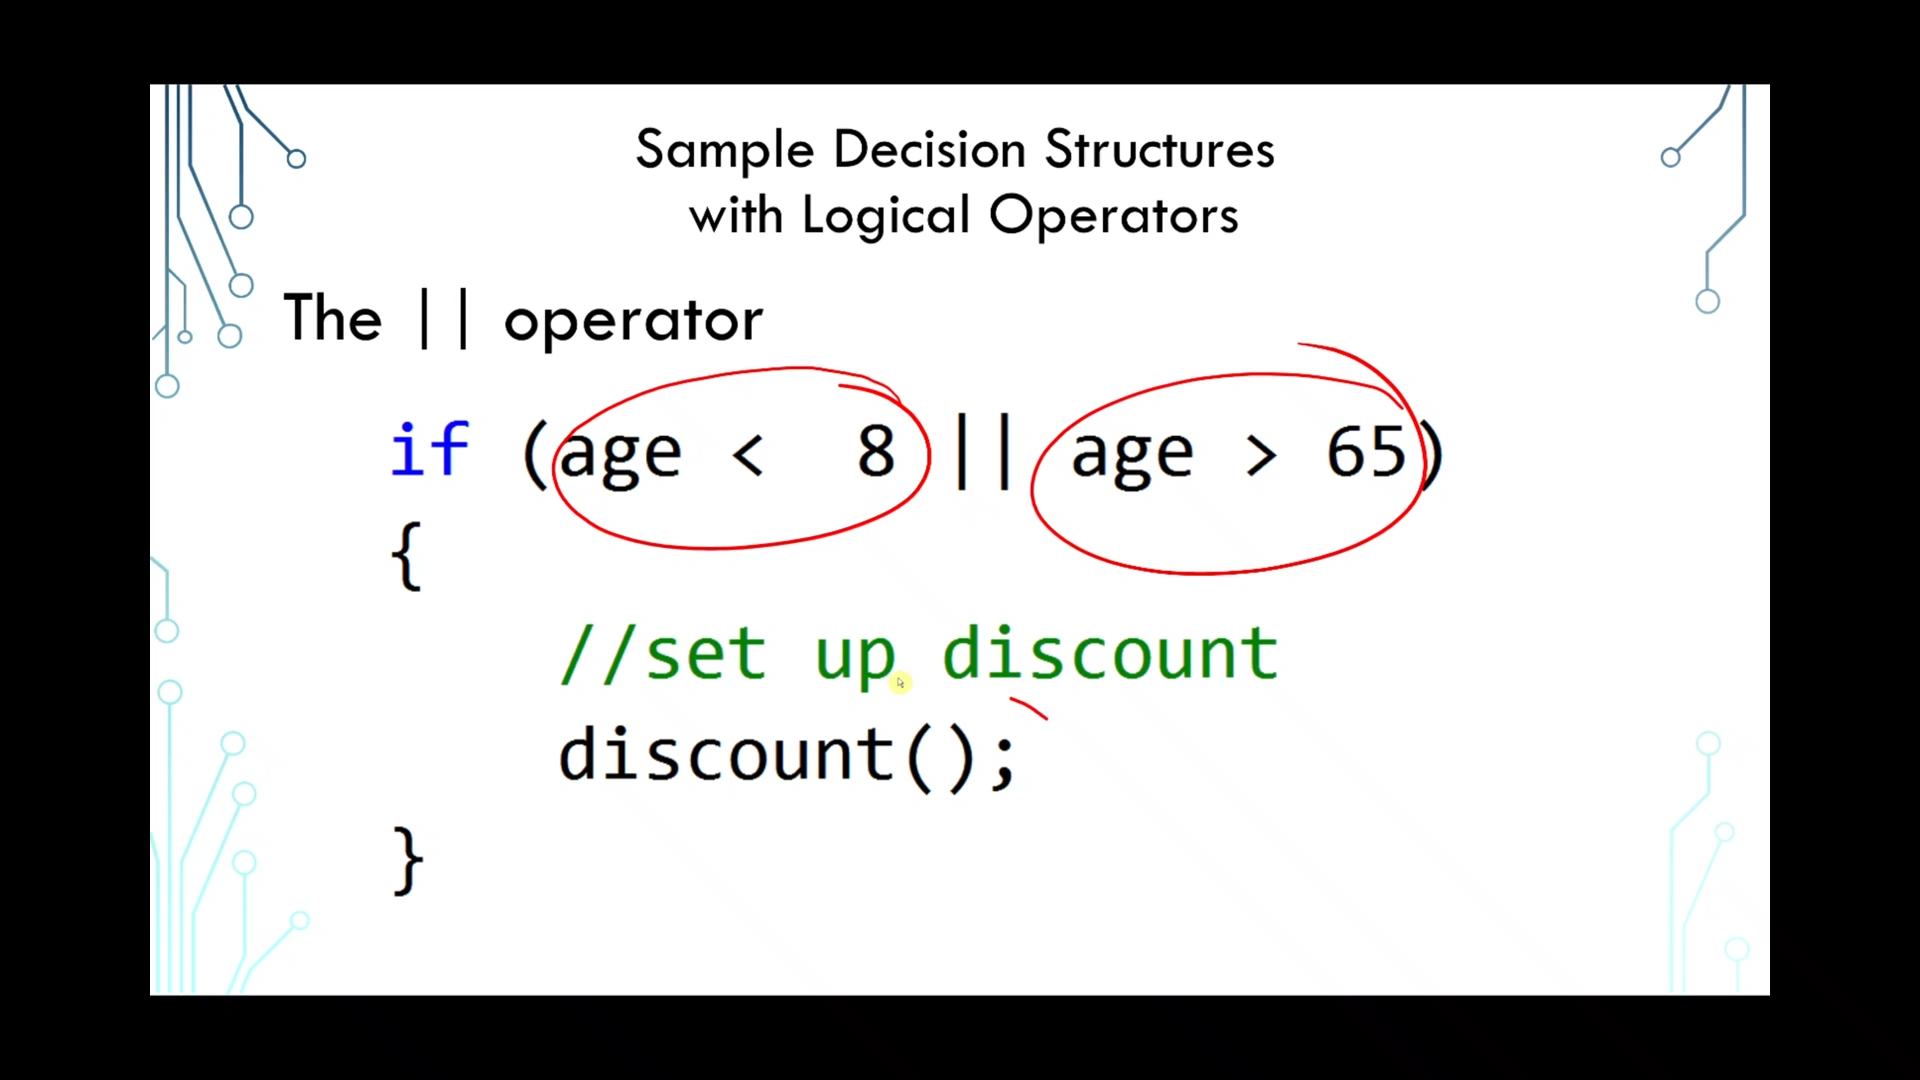 Sample Decision Structures
with Logical Operators
The || operator
if (age <  8 || age > 65)
{
//set up discount
discount();
}